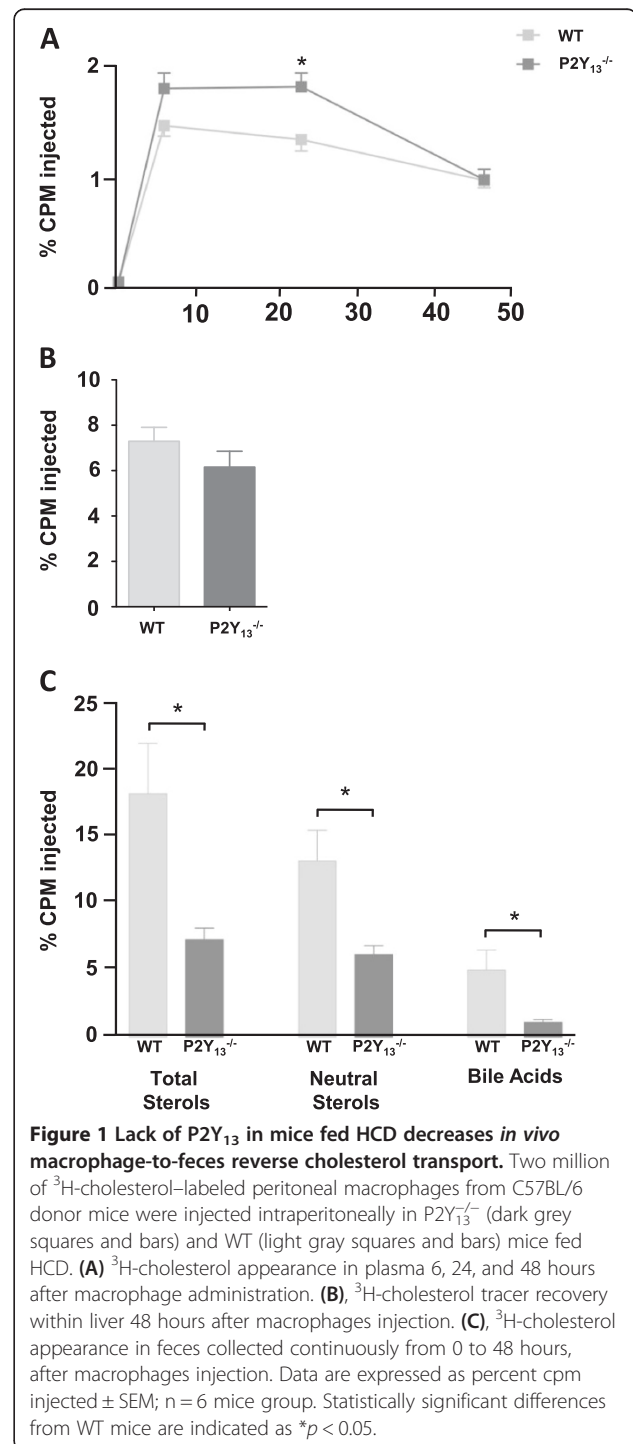 A
WT
P2Y₁₃⁻/⁻
*
2
1
0
% CPM injected
10 20 30 40 50
B
10
8
6
4
2
0
% CPM injected
WT P2Y₁₃⁻/⁻
C
25
20
15
10
5
0
% CPM injected
* * *
WT P2Y₁₃⁻/⁻ WT P2Y₁₃⁻/⁻ WT P2Y₁₃⁻/⁻
Total Neutral Bile Acids
Sterols Sterols
Figure 1 Lack of P2Y₁₃ in mice fed HCD decreases in vivo
macrophage-to-feces reverse cholesterol transport. Two million
of ³H-cholesterol–labeled peritoneal macrophages from C57BL/6
donor mice were injected intraperitoneally in P2Y₁₃⁻/⁻ (dark grey
squares and bars) and WT (light gray squares and bars) mice fed
HCD. (A) ³H-cholesterol appearance in plasma 6, 24, and 48 hours
after macrophage administration. (B), ³H-cholesterol tracer recovery
within liver 48 hours after macrophages injection. (C), ³H-cholesterol
appearance in feces collected continuously from 0 to 48 hours,
after macrophages injection. Data are expressed as percent cpm
injected ± SEM; n = 6 mice group. Statistically significant differences
from WT mice are indicated as *p < 0.05.